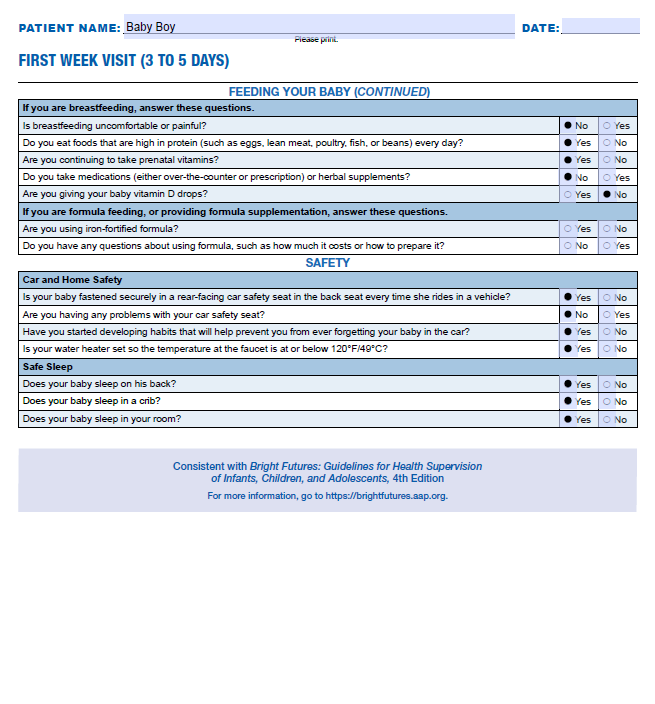 PATIENT NAME: Baby Boy DATE:
Please print.
FIRST WEEK VISIT (3 TO 5 DAYS)
FEEDING YOUR BABY (CONTINUED)
If you are breastfeeding, answer these questions.
Is breastfeeding uncomfortable or painful? ● No ○ Yes
Do you eat foods that are high in protein (such as eggs, lean meat, poultry, fish, or beans) every day? ● Yes ○ No
Are you continuing to take prenatal vitamins? ● Yes ○ No
Do you take medications (either over-the-counter or prescription) or herbal supplements? ● No ○ Yes
Are you giving your baby vitamin D drops? ○ Yes ● No
If you are formula feeding, or providing formula supplementation, answer these questions.
Are you using iron-fortified formula? ○ Yes ○ No
Do you have any questions about using formula, such as how much it costs or how to prepare it? ○ No ○ Yes
SAFETY
Car and Home Safety
Is your baby fastened securely in a rear-facing car safety seat in the back seat every time she rides in a vehicle? ● Yes ○ No
Are you having any problems with your car safety seat? ● No ○ Yes
Have you started developing habits that will help prevent you from ever forgetting your baby in the car? ● Yes ○ No
Is your water heater set so the temperature at the faucet is at or below 120°F/49°C? ● Yes ○ No
Safe Sleep
Does your baby sleep on his back? ● Yes ○ No
Does your baby sleep in a crib? ● Yes ○ No
Does your baby sleep in your room? ● Yes ○ No
Consistent with Bright Futures: Guidelines for Health Supervision
of Infants, Children, and Adolescents, 4th Edition
For more information, go to https://brightfutures.aap.org.